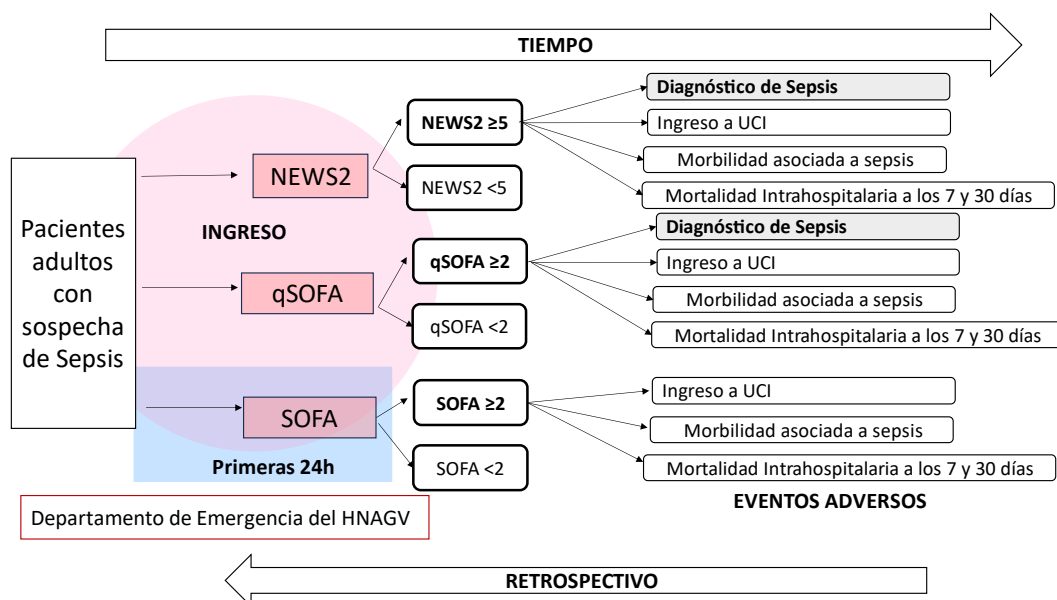 TIEMPO
Pacientes
adultos
con
sospecha
de Sepsis
INGRESO
NEWS2
NEWS2 ≥5
NEWS2 <5
Diagnóstico de Sepsis
Ingreso a UCI
Morbilidad asociada a sepsis
Mortalidad Intrahospitalaria a los 7 y 30 días
qSOFA
qSOFA ≥2
qSOFA <2
Diagnóstico de Sepsis
Ingreso a UCI
Morbilidad asociada a sepsis
Mortalidad Intrahospitalaria a los 7 y 30 días
SOFA
Primeras 24h
SOFA ≥2
SOFA <2
Ingreso a UCI
Morbilidad asociada a sepsis
Mortalidad Intrahospitalaria a los 7 y 30 días
EVENTOS ADVERSOS
Departamento de Emergencia del HNAGV
RETROSPECTIVO